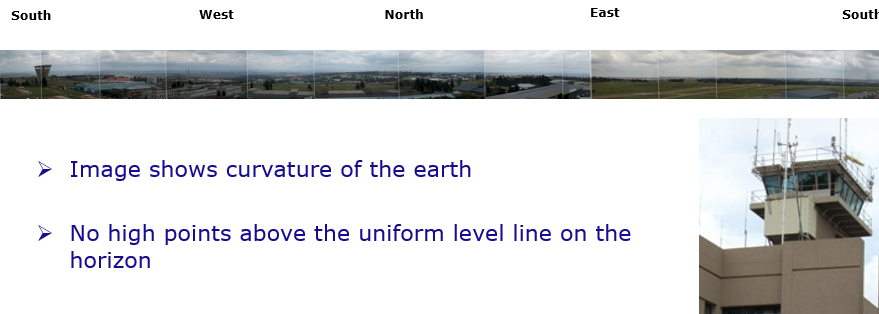 South West North East South
Image shows curvature of the earth
No high points above the uniform level line on the
horizon